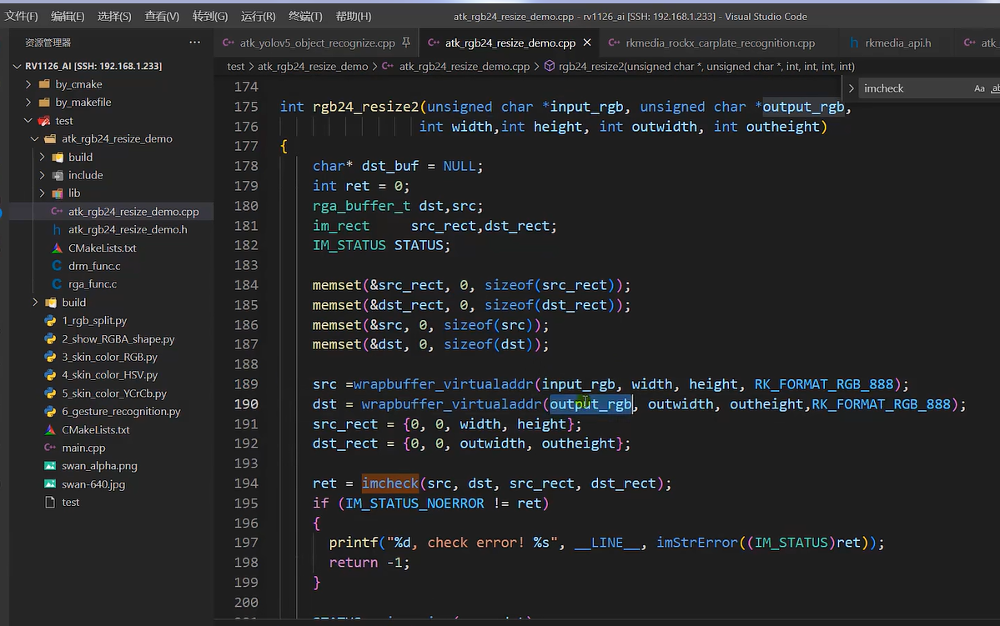 文件(F) 编辑(E) 选择(S) 查看(V) 转到(G) 运行(R) 终端(T) 帮助(H) atk_rgb24_resize_demo.cpp - rv1126_ai [SSH: 192.168.1.233] - Visual Studio Code
资源管理器 ···
atk_yolov5_object_recognize.cpp atk_rgb24_resize_demo.cpp × rkmedia_rockx_carplate_recognition.cpp rkmedia_api.h atk_
RV1126_AI [SSH: 192.168.1.233]
by_cmake
by_makefile
test
atk_rgb24_resize_demo
build
include
lib
atk_rgb24_resize_demo.cpp
atk_rgb24_resize_demo.h
CMakeLists.txt
drm_func.c
rga_func.c
build
1_rgb_split.py
2_show_RGBA_shape.py
3_skin_color_RGB.py
4_skin_color_HSV.py
5_skin_color_YCrCb.py
6_gesture_recognition.py
CMakeLists.txt
main.cpp
swan_alpha.png
swan-640.jpg
test
test > atk_rgb24_resize_demo > atk_rgb24_resize_demo.cpp > rgb24_resize2(unsigned char *, unsigned char *, int, int, int, int)
imcheck Aa ab
174
175 int rgb24_resize2(unsigned char *input_rgb, unsigned char *output_rgb,
176 int width,int height, int outwidth, int outheight)
177 {
178 char* dst_buf = NULL;
179 int ret = 0;
180 rga_buffer_t dst,src;
181 im_rect src_rect,dst_rect;
182 IM_STATUS STATUS;
183
184 memset(&src_rect, 0, sizeof(src_rect));
185 memset(&dst_rect, 0, sizeof(dst_rect));
186 memset(&src, 0, sizeof(src));
187 memset(&dst, 0, sizeof(dst));
188
189 src =wrapbuffer_virtualaddr(input_rgb, width, height, RK_FORMAT_RGB_888);
190 dst = wrapbuffer_virtualaddr(output_rgb, outwidth, outheight,RK_FORMAT_RGB_888);
191 src_rect = {0, 0, width, height};
192 dst_rect = {0, 0, outwidth, outheight};
193
194 ret = imcheck(src, dst, src_rect, dst_rect);
195 if (IM_STATUS_NOERROR != ret)
196 {
197 printf("%d, check error! %s", __LINE__, imStrError((IM_STATUS)ret));
198 return -1;
199 }
200